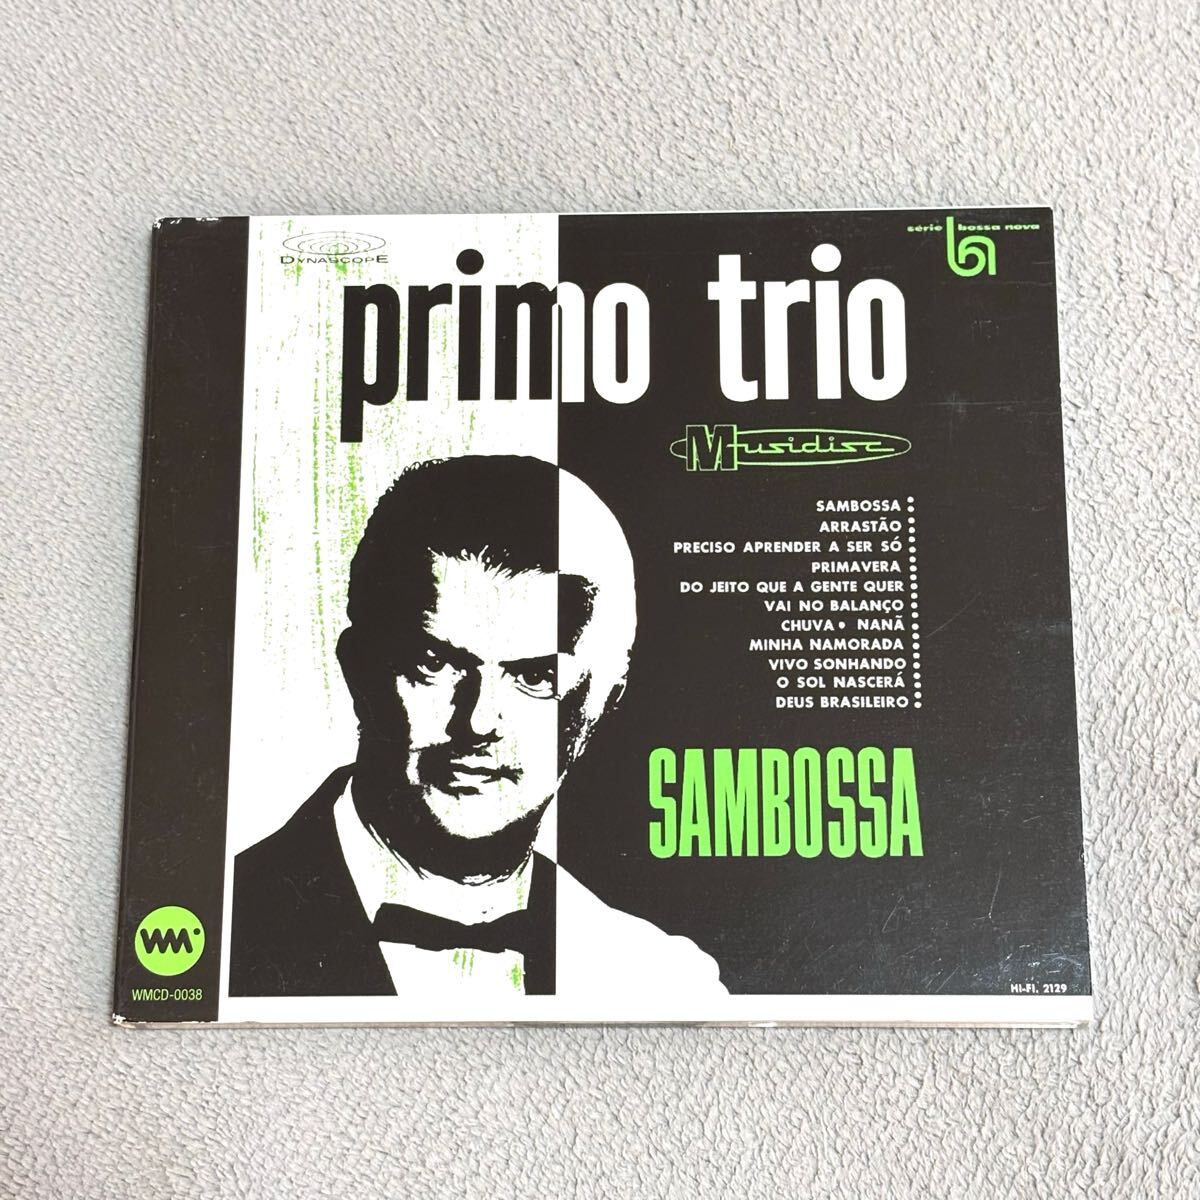 DYNASCOPE
série bossa nova
bn
primo trio
Musidisc
SAMBOSSA
ARRASTÃO
PRECISO APRENDER A SER SÓ
PRIMAVERA
DO JEITO QUE A GENTE QUER
VAI NO BALANÇO
CHUVA • NANÃ
MINHA NAMORADA
VIVO SONHANDO
O SOL NASCERÁ
DEUS BRASILEIRO
SAMBOSSA
WM
WMCD-0038
HI-FI. 2129